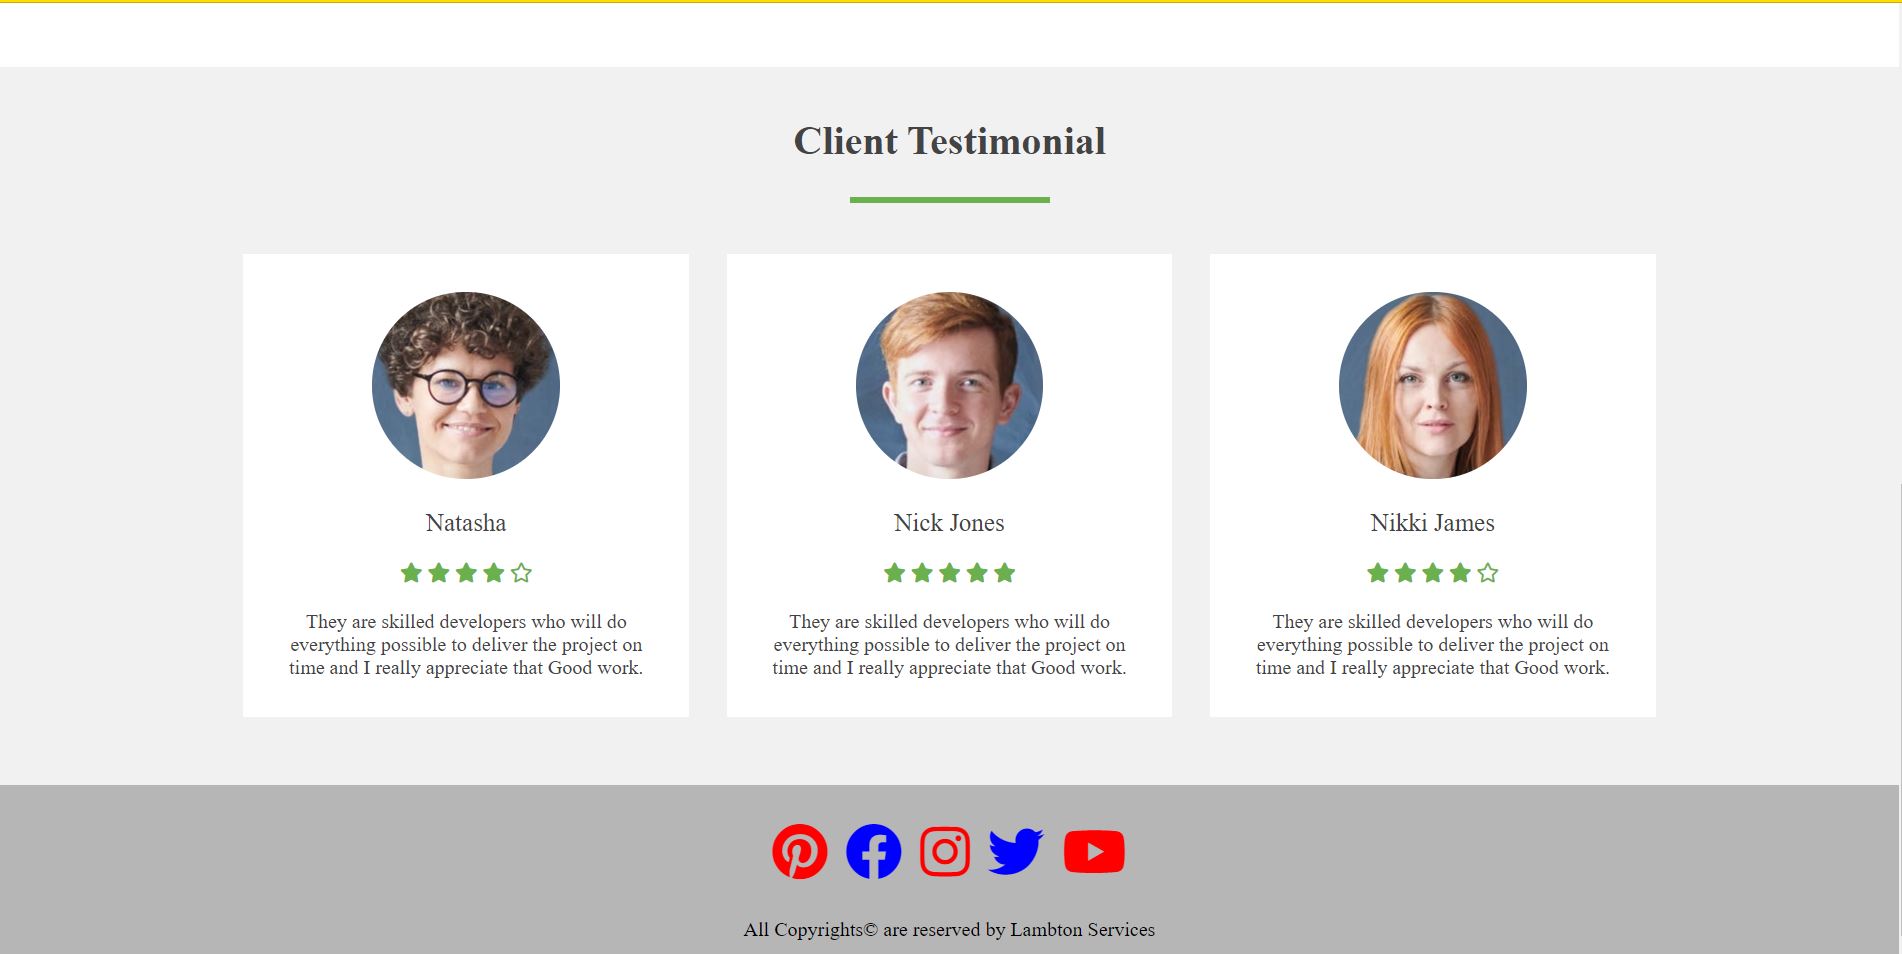 Client Testimonial
Natasha
They are skilled developers who will do
everything possible to deliver the project on
time and I really appreciate that Good work.
Nick Jones
They are skilled developers who will do
everything possible to deliver the project on
time and I really appreciate that Good work.
Nikki James
They are skilled developers who will do
everything possible to deliver the project on
time and I really appreciate that Good work.
All Copyrights© are reserved by Lambton Services